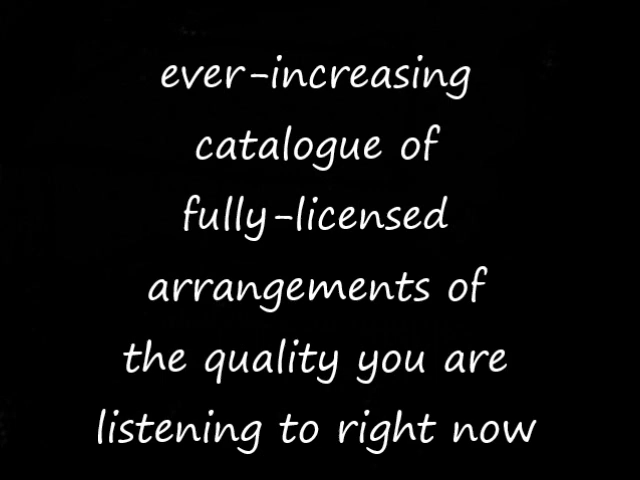 ever-increasing
catalogue of
fully-licensed
arrangements of
the quality you are
listening to right now